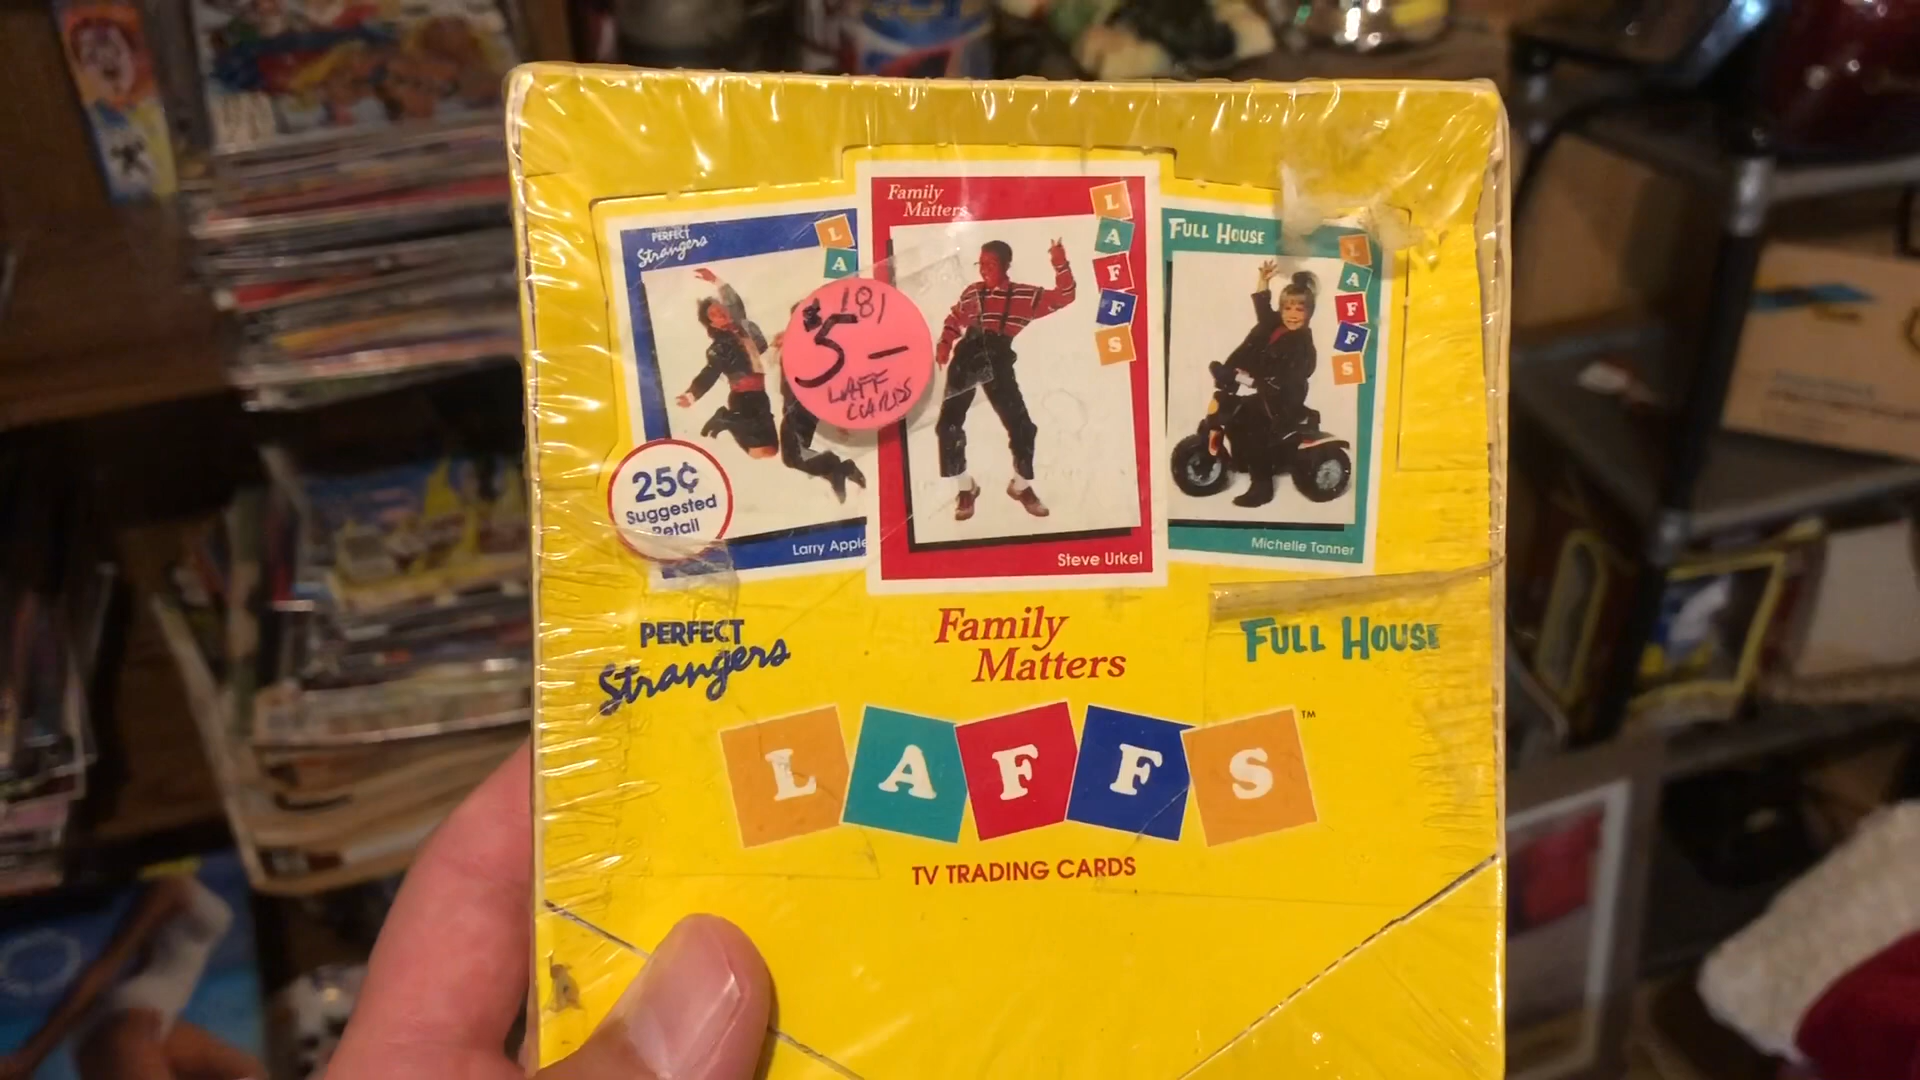 PERFECT
Strangers
L
A
Family
Matters
L
A
F
F
S
FULL HOUSE
L
A
F
F
S
181
$5-
LAFF
CARDS
25¢
Suggested
Retail
Larry Apple
Steve Urkel
Michelle Tanner
PERFECT
Strangers
Family
Matters
FULL HOUSE
LAFFS™
TV TRADING CARDS